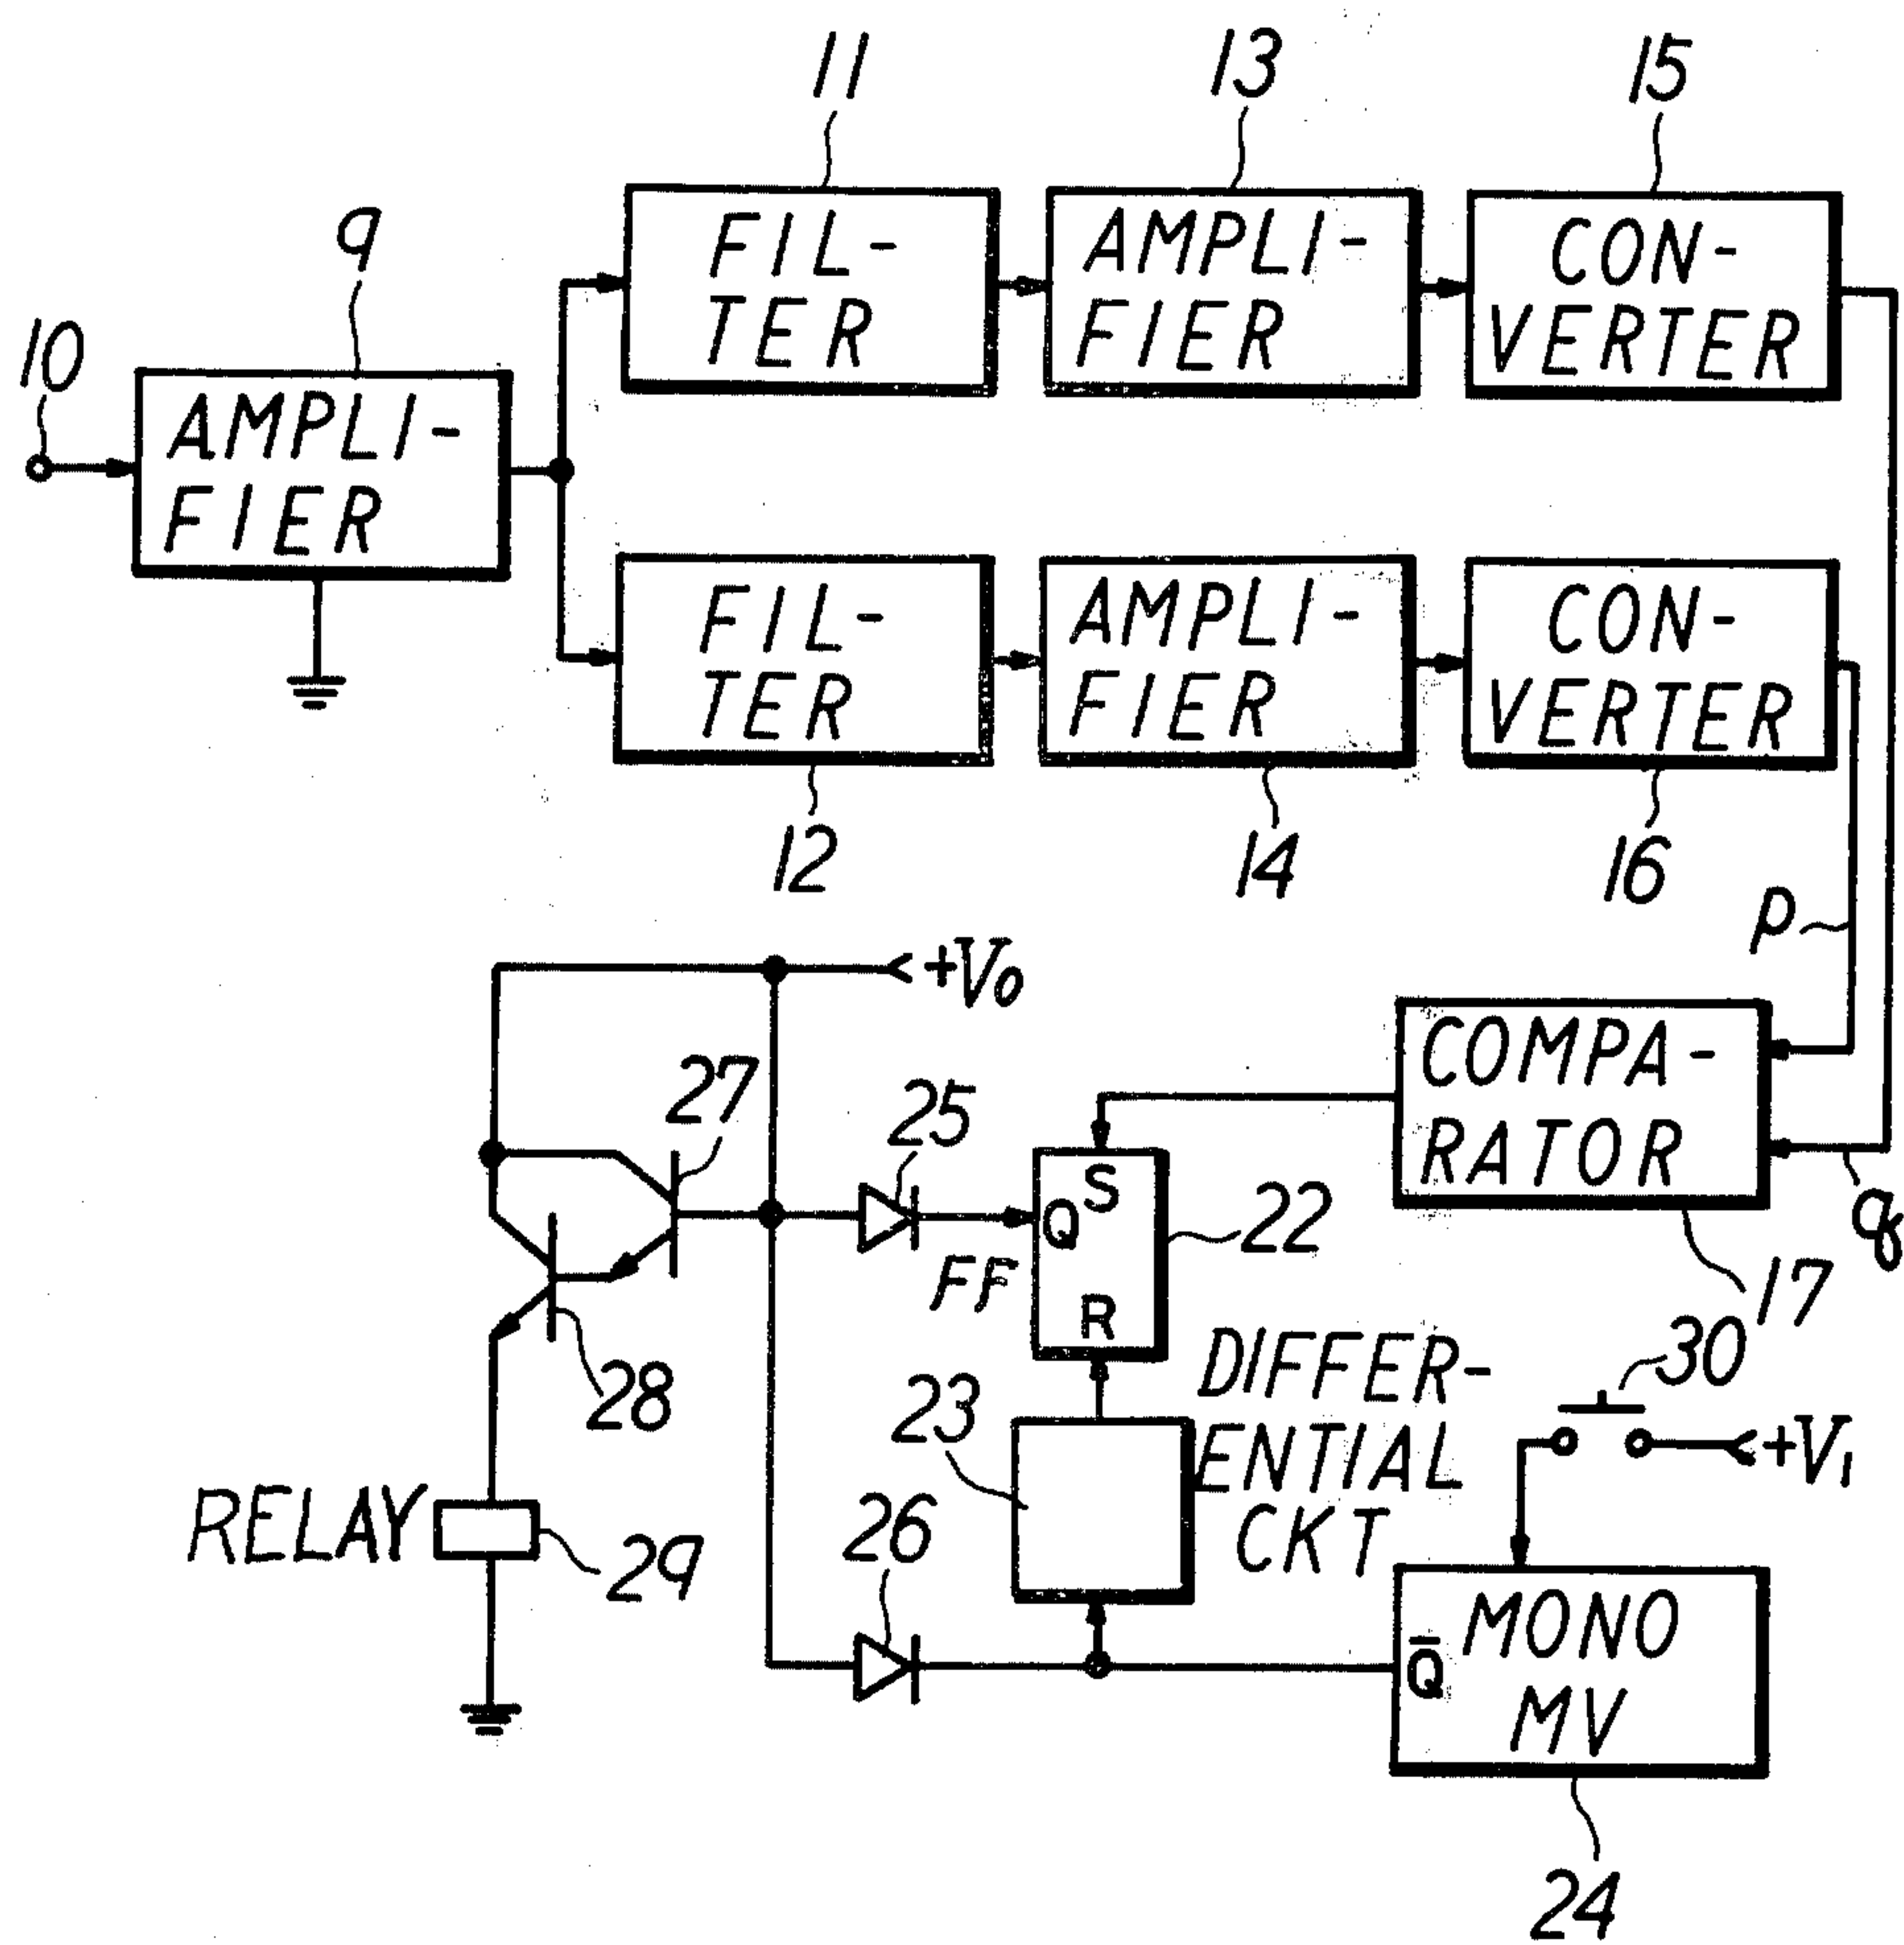 11
13
15
9
10
FIL-
TER
AMPLI-
FIER
CON-
VERTER
AMPLI-
FIER
FIL-
TER
AMPLI-
FIER
CON-
VERTER
12
14
16
p
+V0
COMPA-
RATOR
27
25
S
Q
22
q
FF
R
17
28
23
DIFFER-
ENTIAL
CKT
30
+V1
RELAY
29
26
Q̅
MONO
MV
24